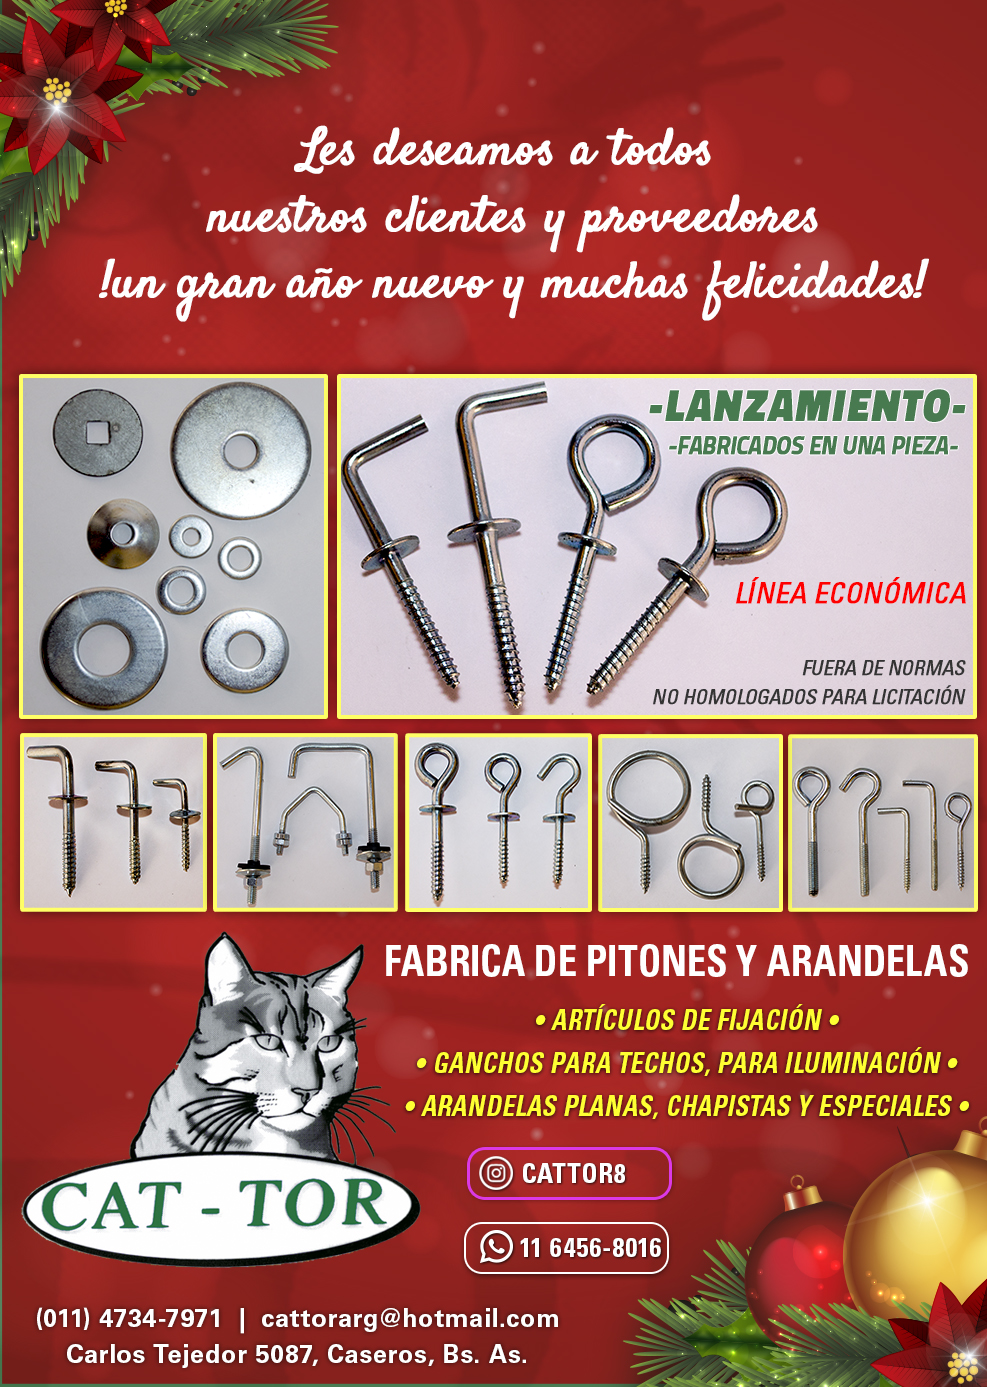 Les deseamos a todos
nuestros clientes y proveedores
!un gran año nuevo y muchas felicidades!
-LANZAMIENTO-
-FABRICADOS EN UNA PIEZA-
LÍNEA ECONÓMICA
FUERA DE NORMAS
NO HOMOLOGADOS PARA LICITACIÓN
FABRICA DE PITONES Y ARANDELAS
• ARTÍCULOS DE FIJACIÓN •
• GANCHOS PARA TECHOS, PARA ILUMINACIÓN •
• ARANDELAS PLANAS, CHAPISTAS Y ESPECIALES •
CAT - TOR
CATTOR8
11 6456-8016
(011) 4734-7971 | cattorarg@hotmail.com
Carlos Tejedor 5087, Caseros, Bs. As.